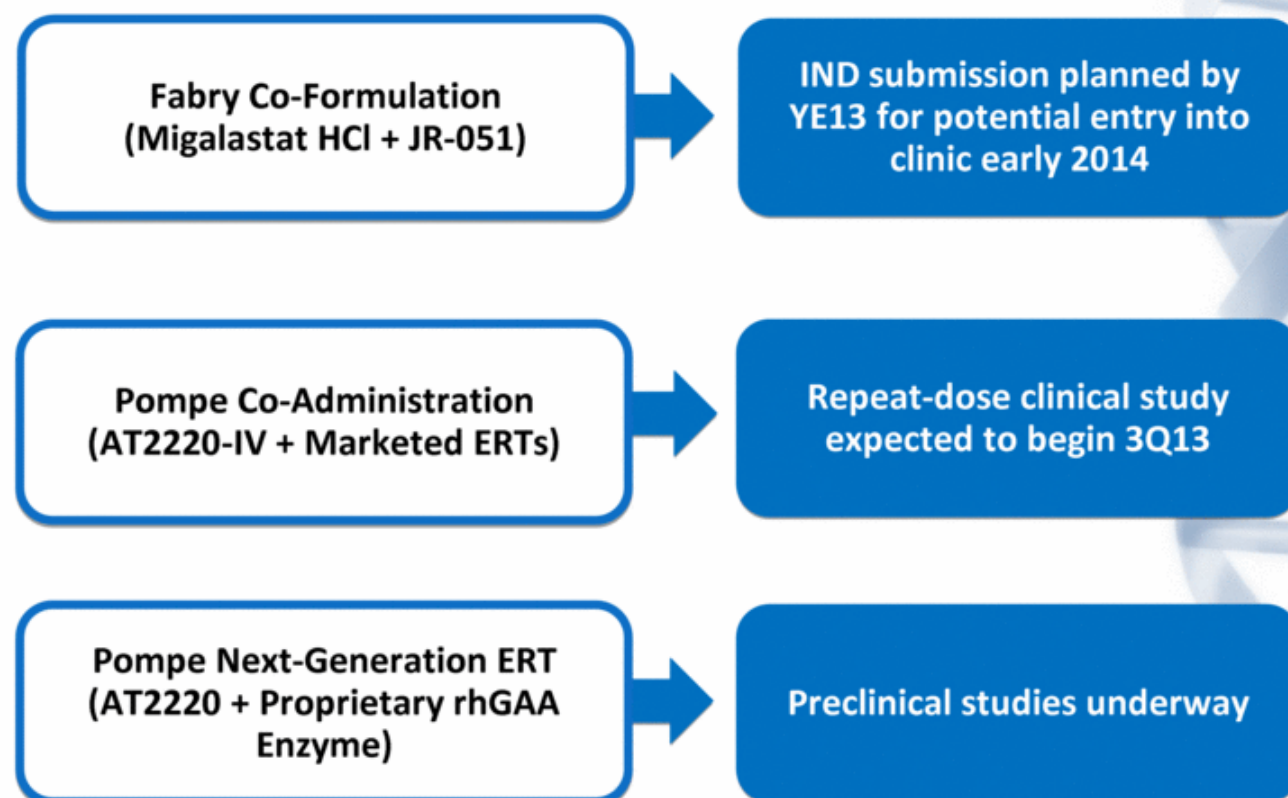 Fabry Co-Formulation
(Migalastat HCl + JR-051)
IND submission planned by
YE13 for potential entry into
clinic early 2014
Pompe Co-Administration
(AT2220-IV + Marketed ERTs)
Repeat-dose clinical study
expected to begin 3Q13
Pompe Next-Generation ERT
(AT2220 + Proprietary rhGAA
Enzyme)
Preclinical studies underway